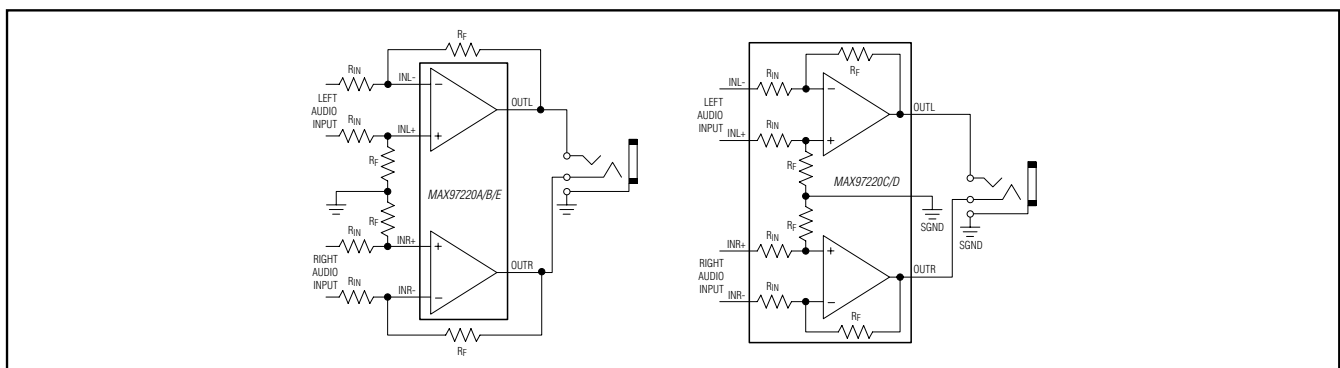 RF
RIN
INL-
LEFT
AUDIO
INPUT
OUTL
RIN
INL+
RF
MAX97220A/B/E
RF
RIN
INR+
RIGHT
AUDIO
INPUT
OUTR
RIN
INR-
RF
INL-
RIN
RF
LEFT
AUDIO
INPUT
OUTL
INL+
RIN
RF
MAX97220C/D
SGND
SGND
RF
INR+
RIN
RIGHT
AUDIO
INPUT
OUTR
INR-
RIN
RF